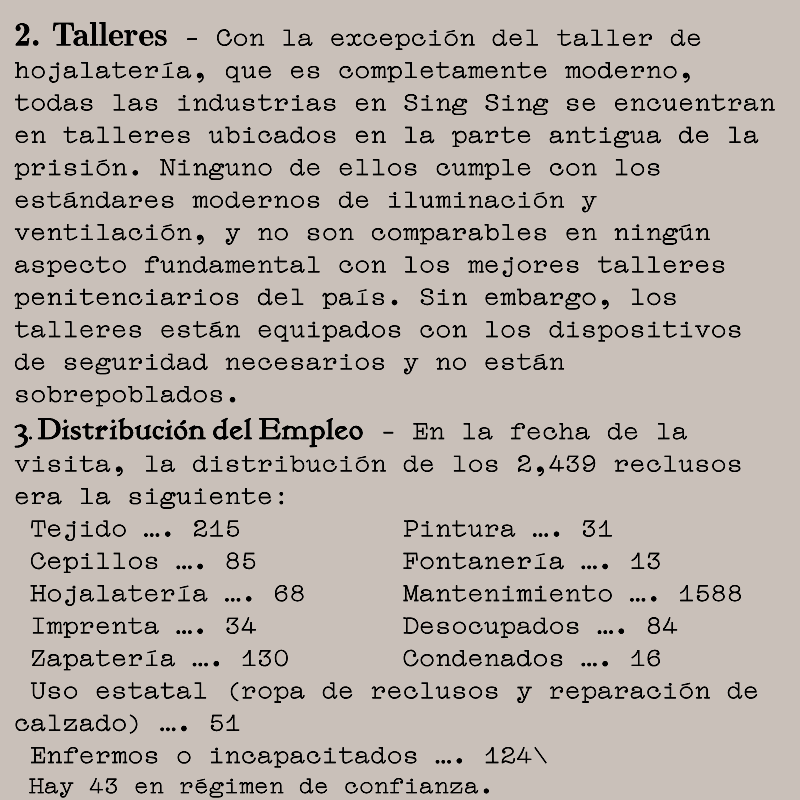 2. Talleres - Con la excepción del taller de
hojalatería, que es completamente moderno,
todas las industrias en Sing Sing se encuentran
en talleres ubicados en la parte antigua de la
prisión. Ninguno de ellos cumple con los
estándares modernos de iluminación y
ventilación, y no son comparables en ningún
aspecto fundamental con los mejores talleres
penitenciarios del país. Sin embargo, los
talleres están equipados con los dispositivos
de seguridad necesarios y no están
sobrepoblados.
3. Distribución del Empleo - En la fecha de la
visita, la distribución de los 2,439 reclusos
era la siguiente:
Tejido …. 215 Pintura …. 31
Cepillos …. 85 Fontanería …. 13
Hojalatería …. 68 Mantenimiento …. 1588
Imprenta …. 34 Desocupados …. 84
Zapatería …. 130 Condenados …. 16
Uso estatal (ropa de reclusos y reparación de
calzado) …. 51
Enfermos o incapacitados …. 124\
Hay 43 en régimen de confianza.